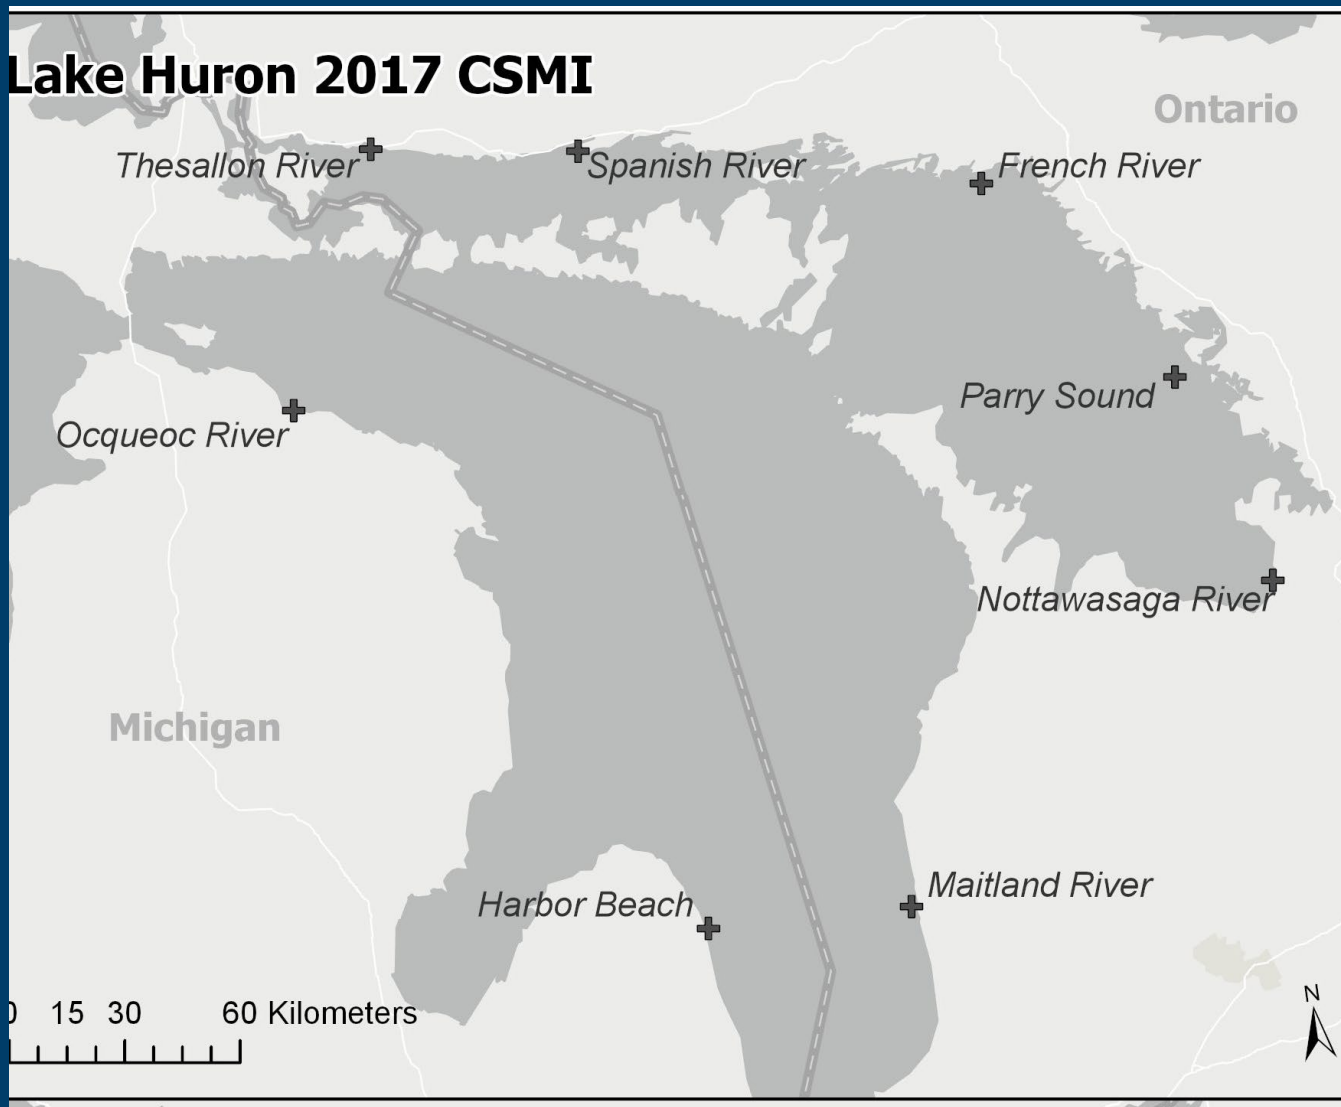 Lake Huron 2017 CSMI
Ontario
Thesallon River
Spanish River
French River
Parry Sound
Ocqueoc River
Nottawasaga River
Michigan
Maitland River
Harbor Beach
N
0 15 30 60 Kilometers